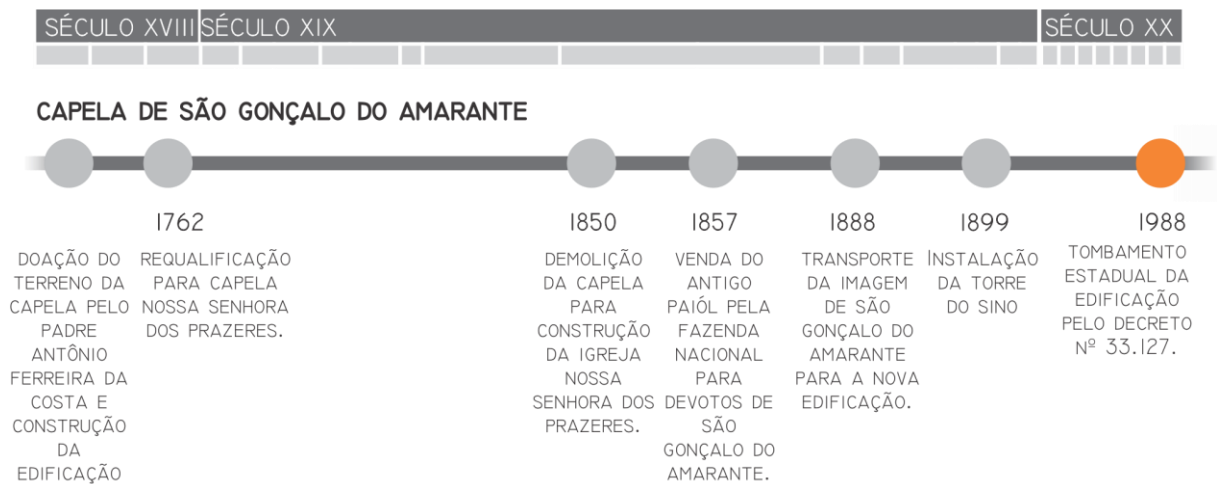 SÉCULO XVIII
SÉCULO XIX
SÉCULO XX
CAPELA DE SÃO GONÇALO DO AMARANTE
DOAÇÃO DO
TERRENO DA
CAPELA PELO
PADRE
ANTÔNIO
FERREIRA DA
COSTA E
CONSTRUÇÃO
DA
EDIFICAÇÃO
1762
REQUALIFICAÇÃO
PARA CAPELA
NOSSA SENHORA
DOS PRAZERES.
1850
DEMOLIÇÃO
DA CAPELA
PARA
CONSTRUÇÃO
DA IGREJA
NOSSA
SENHORA DOS
PRAZERES.
1857
VENDA DO
ANTIGO
PAIÓL PELA
FAZENDA
NACIONAL
PARA
DEVOTOS DE
SÃO
GONÇALO DO
AMARANTE.
1888
TRANSPORTE
DA IMAGEM
DE SÃO
GONÇALO DO
AMARANTE
PARA A NOVA
EDIFICAÇÃO.
1899
INSTALAÇÃO
DA TORRE
DO SINO
1988
TOMBAMENTO
ESTADUAL DA
EDIFICAÇÃO
PELO DECRETO
Nº 33.127.